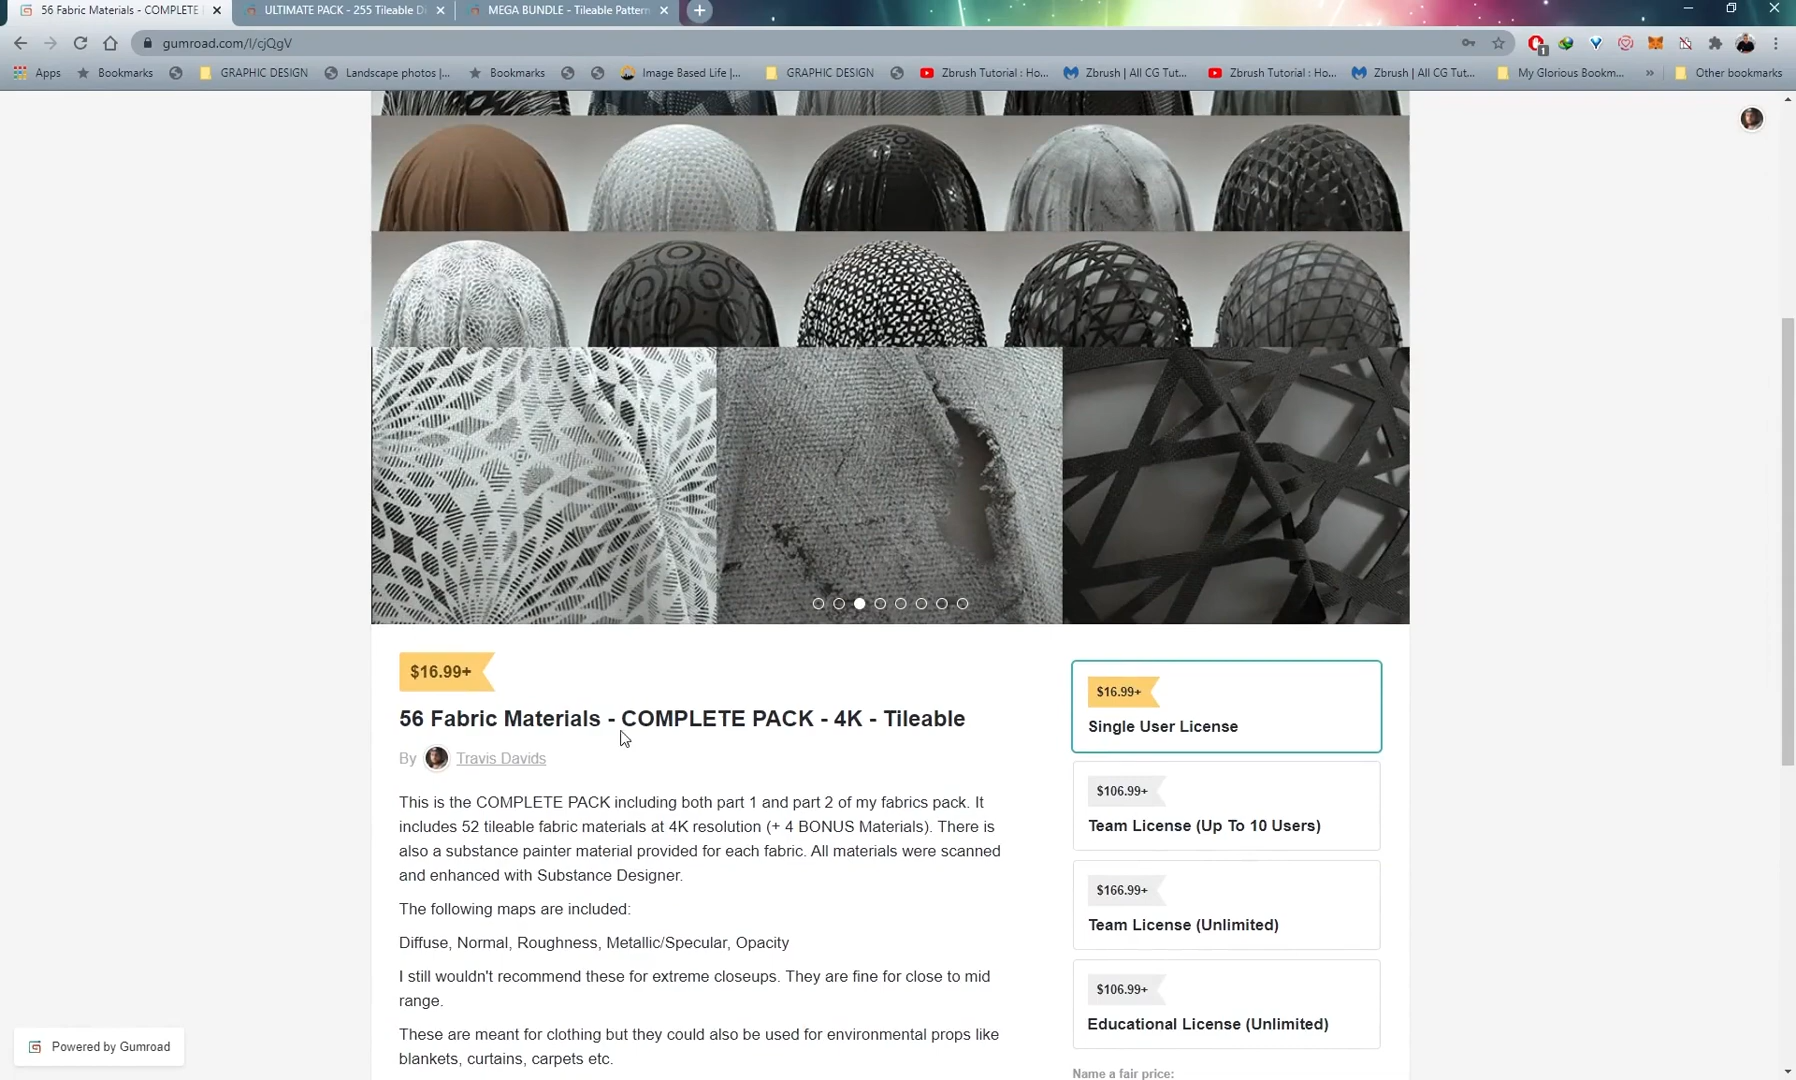 56 Fabric Materials - COMPLETE
ULTIMATE PACK - 255 Tileable D
MEGA BUNDLE - Tileable Pattern
gumroad.com/l/cjQgV
1
Apps
Bookmarks
GRAPHIC DESIGN
Landscape photos |...
Bookmarks
Image Based Life |...
GRAPHIC DESIGN
Zbrush Tutorial : Ho...
Zbrush | All CG Tut...
Zbrush Tutorial : Ho...
Zbrush | All CG Tut...
My Glorious Bookm...
»
Other bookmarks
$16.99+
56 Fabric Materials - COMPLETE PACK - 4K - Tileable
By Travis Davids
This is the COMPLETE PACK including both part 1 and part 2 of my fabrics pack. It
includes 52 tileable fabric materials at 4K resolution (+ 4 BONUS Materials). There is
also a substance painter material provided for each fabric. All materials were scanned
and enhanced with Substance Designer.
The following maps are included:
Diffuse, Normal, Roughness, Metallic/Specular, Opacity
I still wouldn't recommend these for extreme closeups. They are fine for close to mid
range.
These are meant for clothing but they could also be used for environmental props like
blankets, curtains, carpets etc.
$16.99+
Single User License
$106.99+
Team License (Up To 10 Users)
$166.99+
Team License (Unlimited)
$106.99+
Educational License (Unlimited)
Name a fair price:
Powered by Gumroad